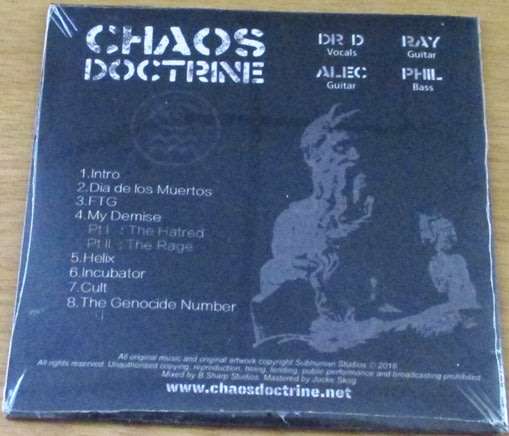 CHAOS
DOCTRINE
DR D
Vocals
RAY
Guitar
ALEC
Guitar
PHIL
Bass
1.Intro
2.Dia de los Muertos
3.FTG
4.My Demise
Pt I : The Hatred
Pt II : The Rage
5.Helix
6.Incubator
7.Cult
8.The Genocide Number
All original music and original artwork copyright Subhuman Studios © 2016
All rights reserved. Unauthorised copying, reproduction, hiring, lending, public performance and broadcasting prohibited
Mixed by B Sharp Studios. Mastered by Jocke Skog
www.chaosdoctrine.net